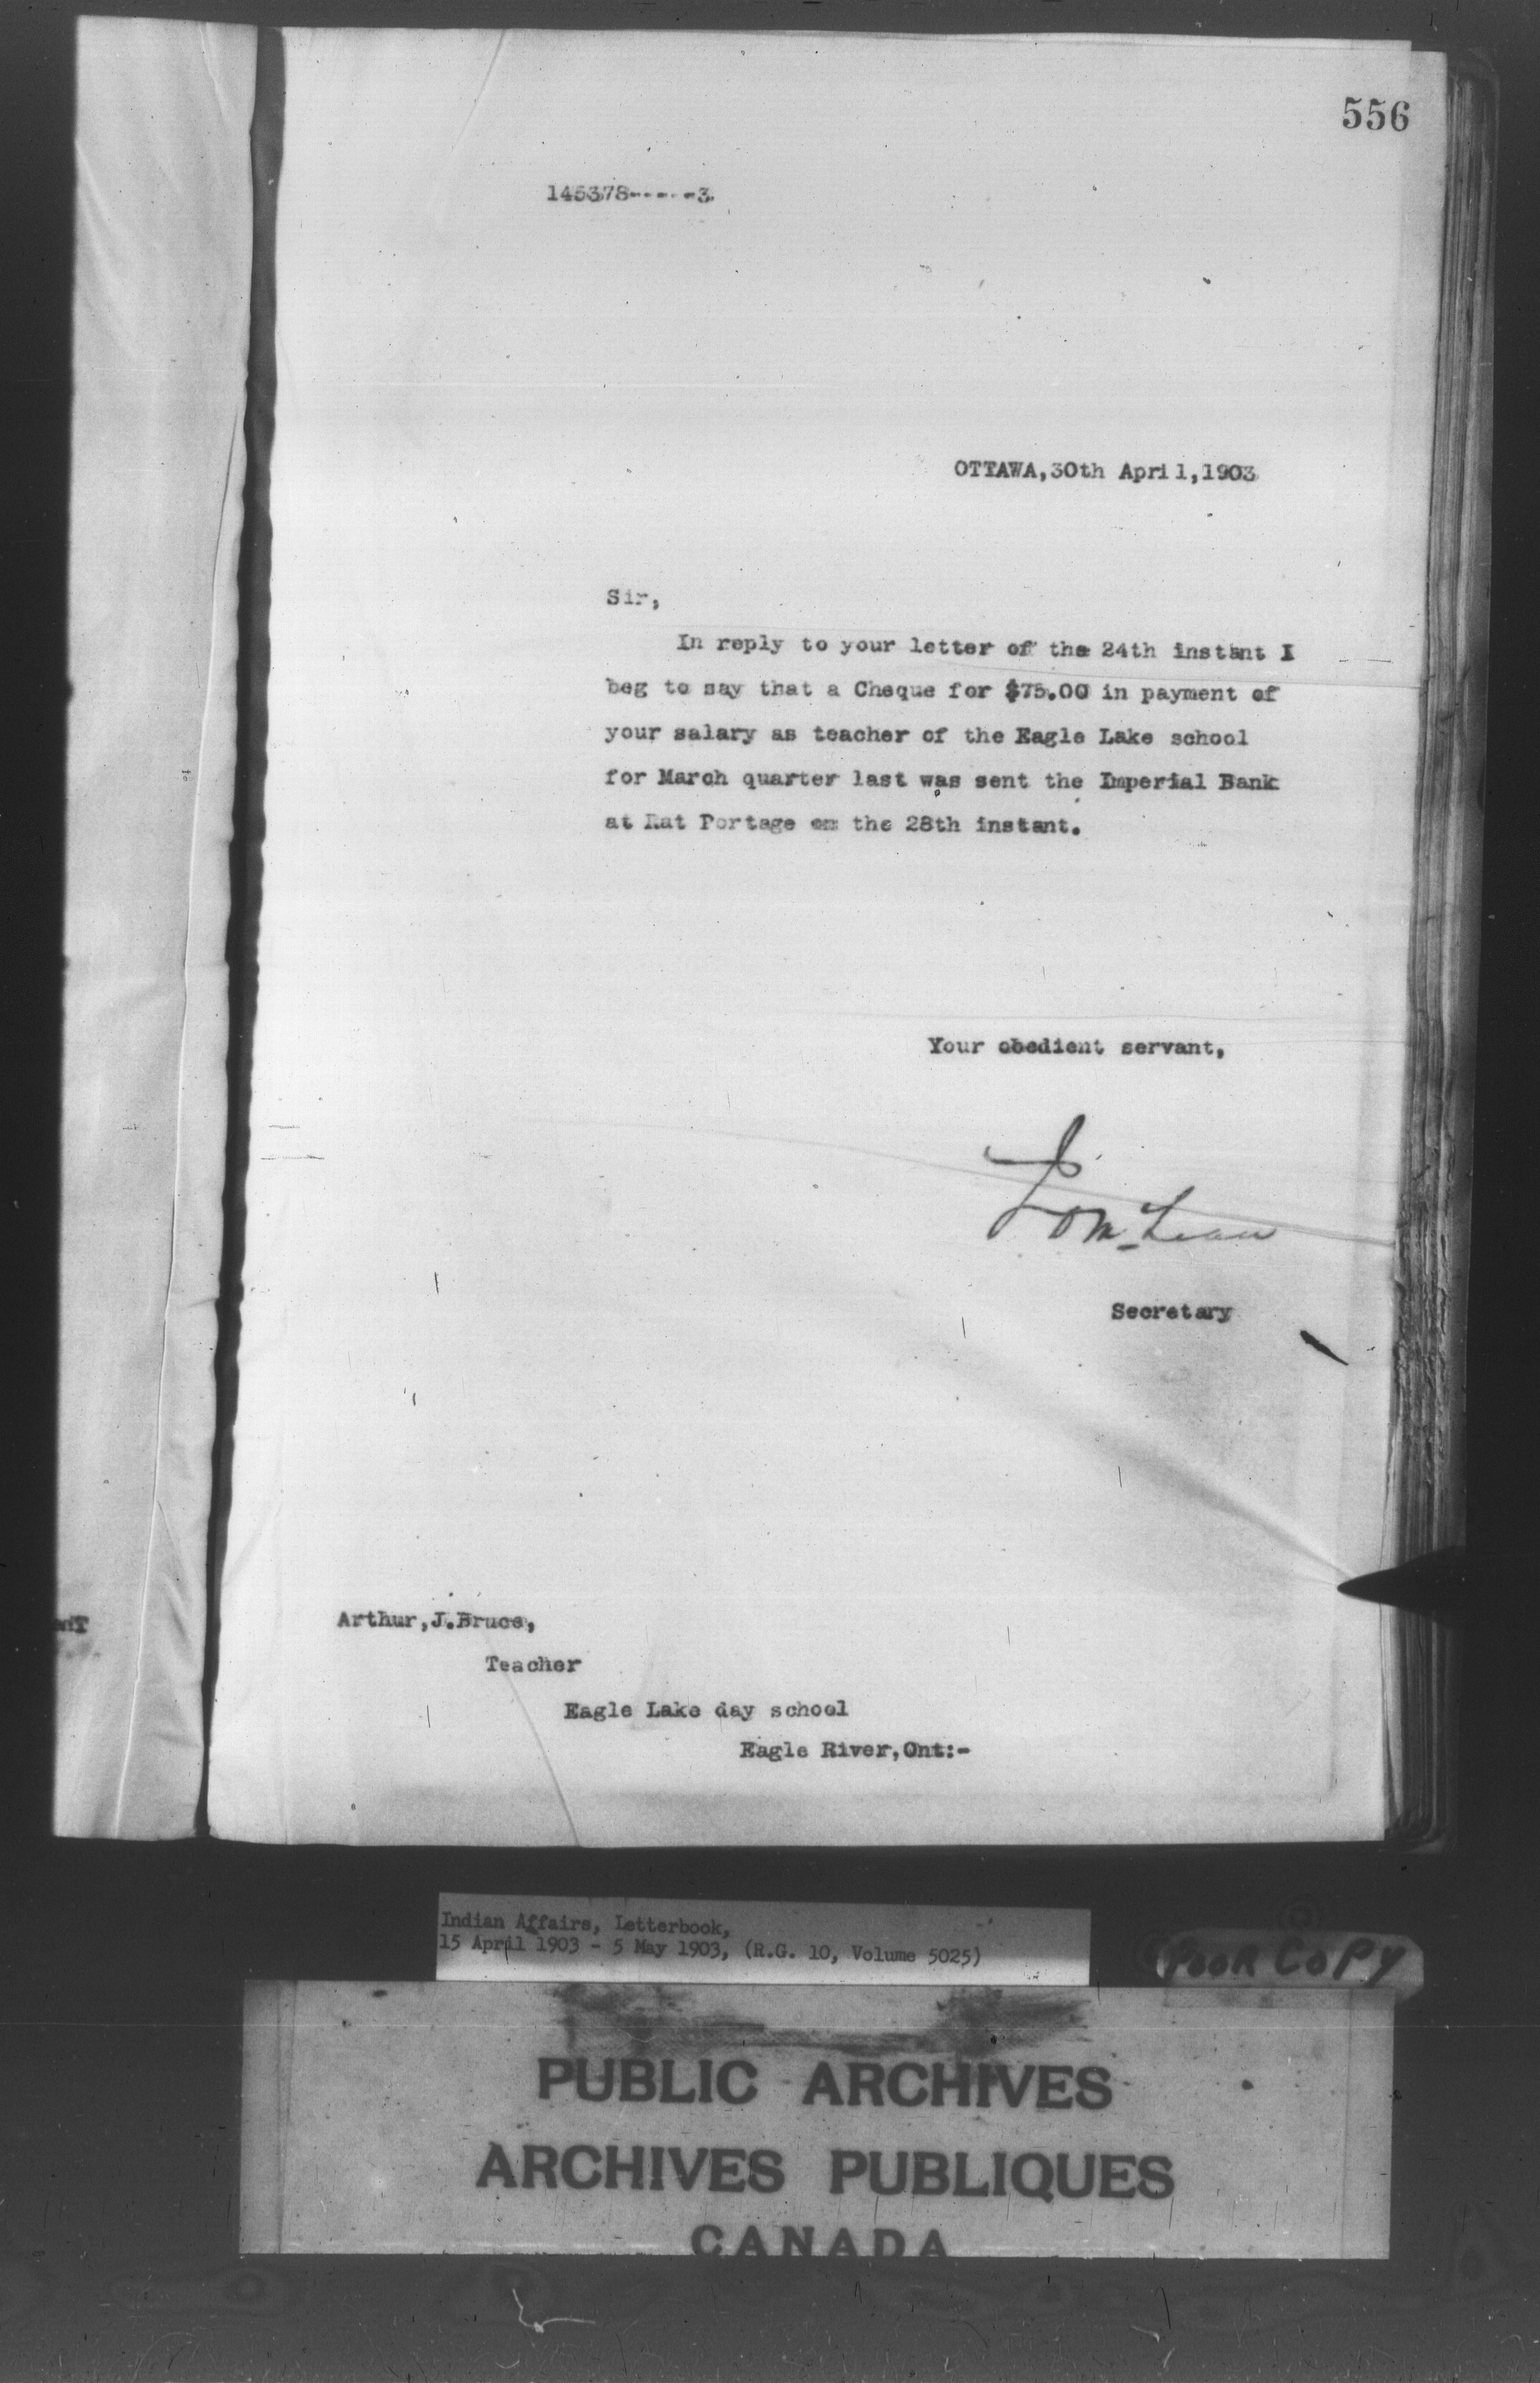 556
145378-----3.
OTTAWA,30th April,1903
Sir,
In reply to your letter of the 24th instant I
beg to say that a Cheque for $75.00 in payment of
your salary as teacher of the Eagle Lake school
for March quarter last was sent the Imperial Bank
at Rat Portage on the 28th instant.
Your obedient servant,
Secretary
Arthur,J.Bruce,
Teacher
Eagle Lake day school
Eagle River,Ont:-
Indian Affairs, Letterbook,
15 April 1903 - 5 May 1903, (R.G. 10, Volume 5025)
POOR COPY
PUBLIC ARCHIVES
ARCHIVES PUBLIQUES
CANADA